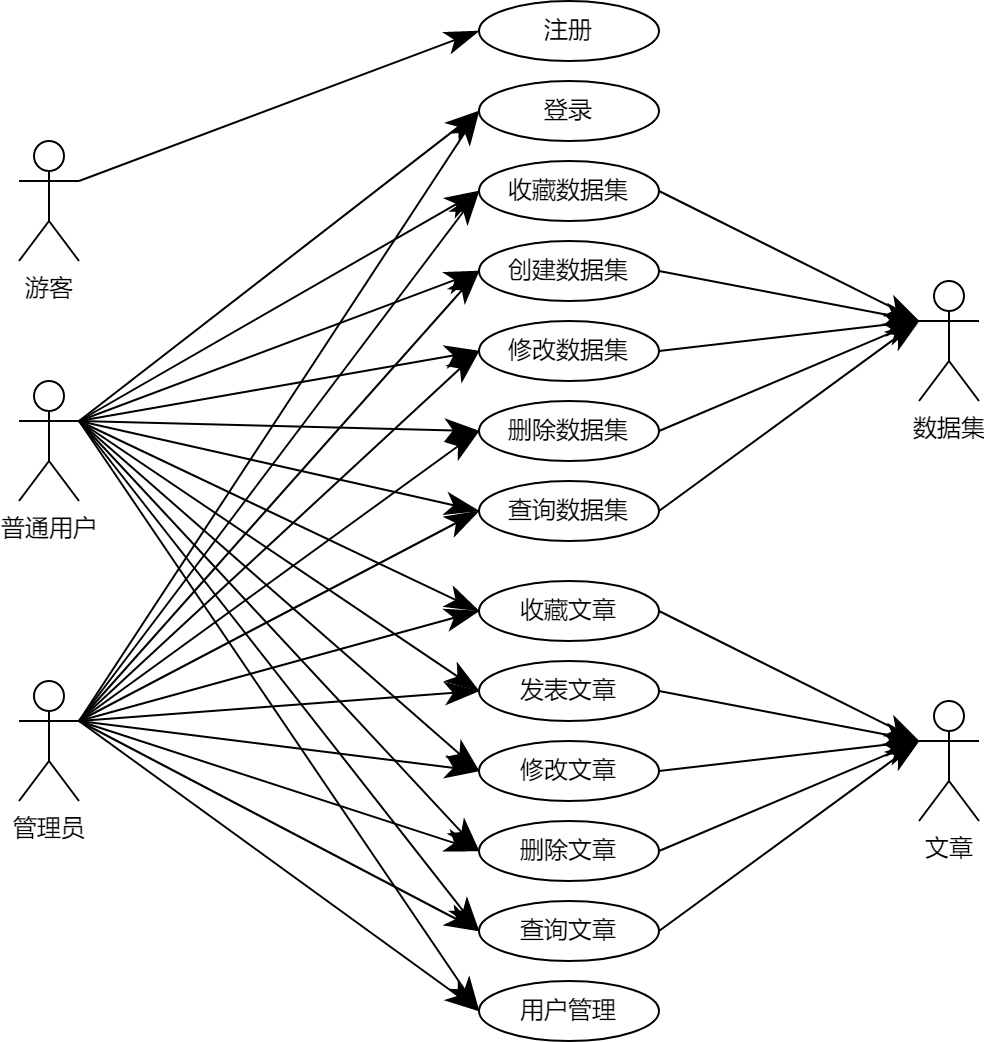 注册
登录
收藏数据集
创建数据集
修改数据集
删除数据集
查询数据集
收藏文章
发表文章
修改文章
删除文章
查询文章
用户管理
游客
普通用户
管理员
数据集
文章